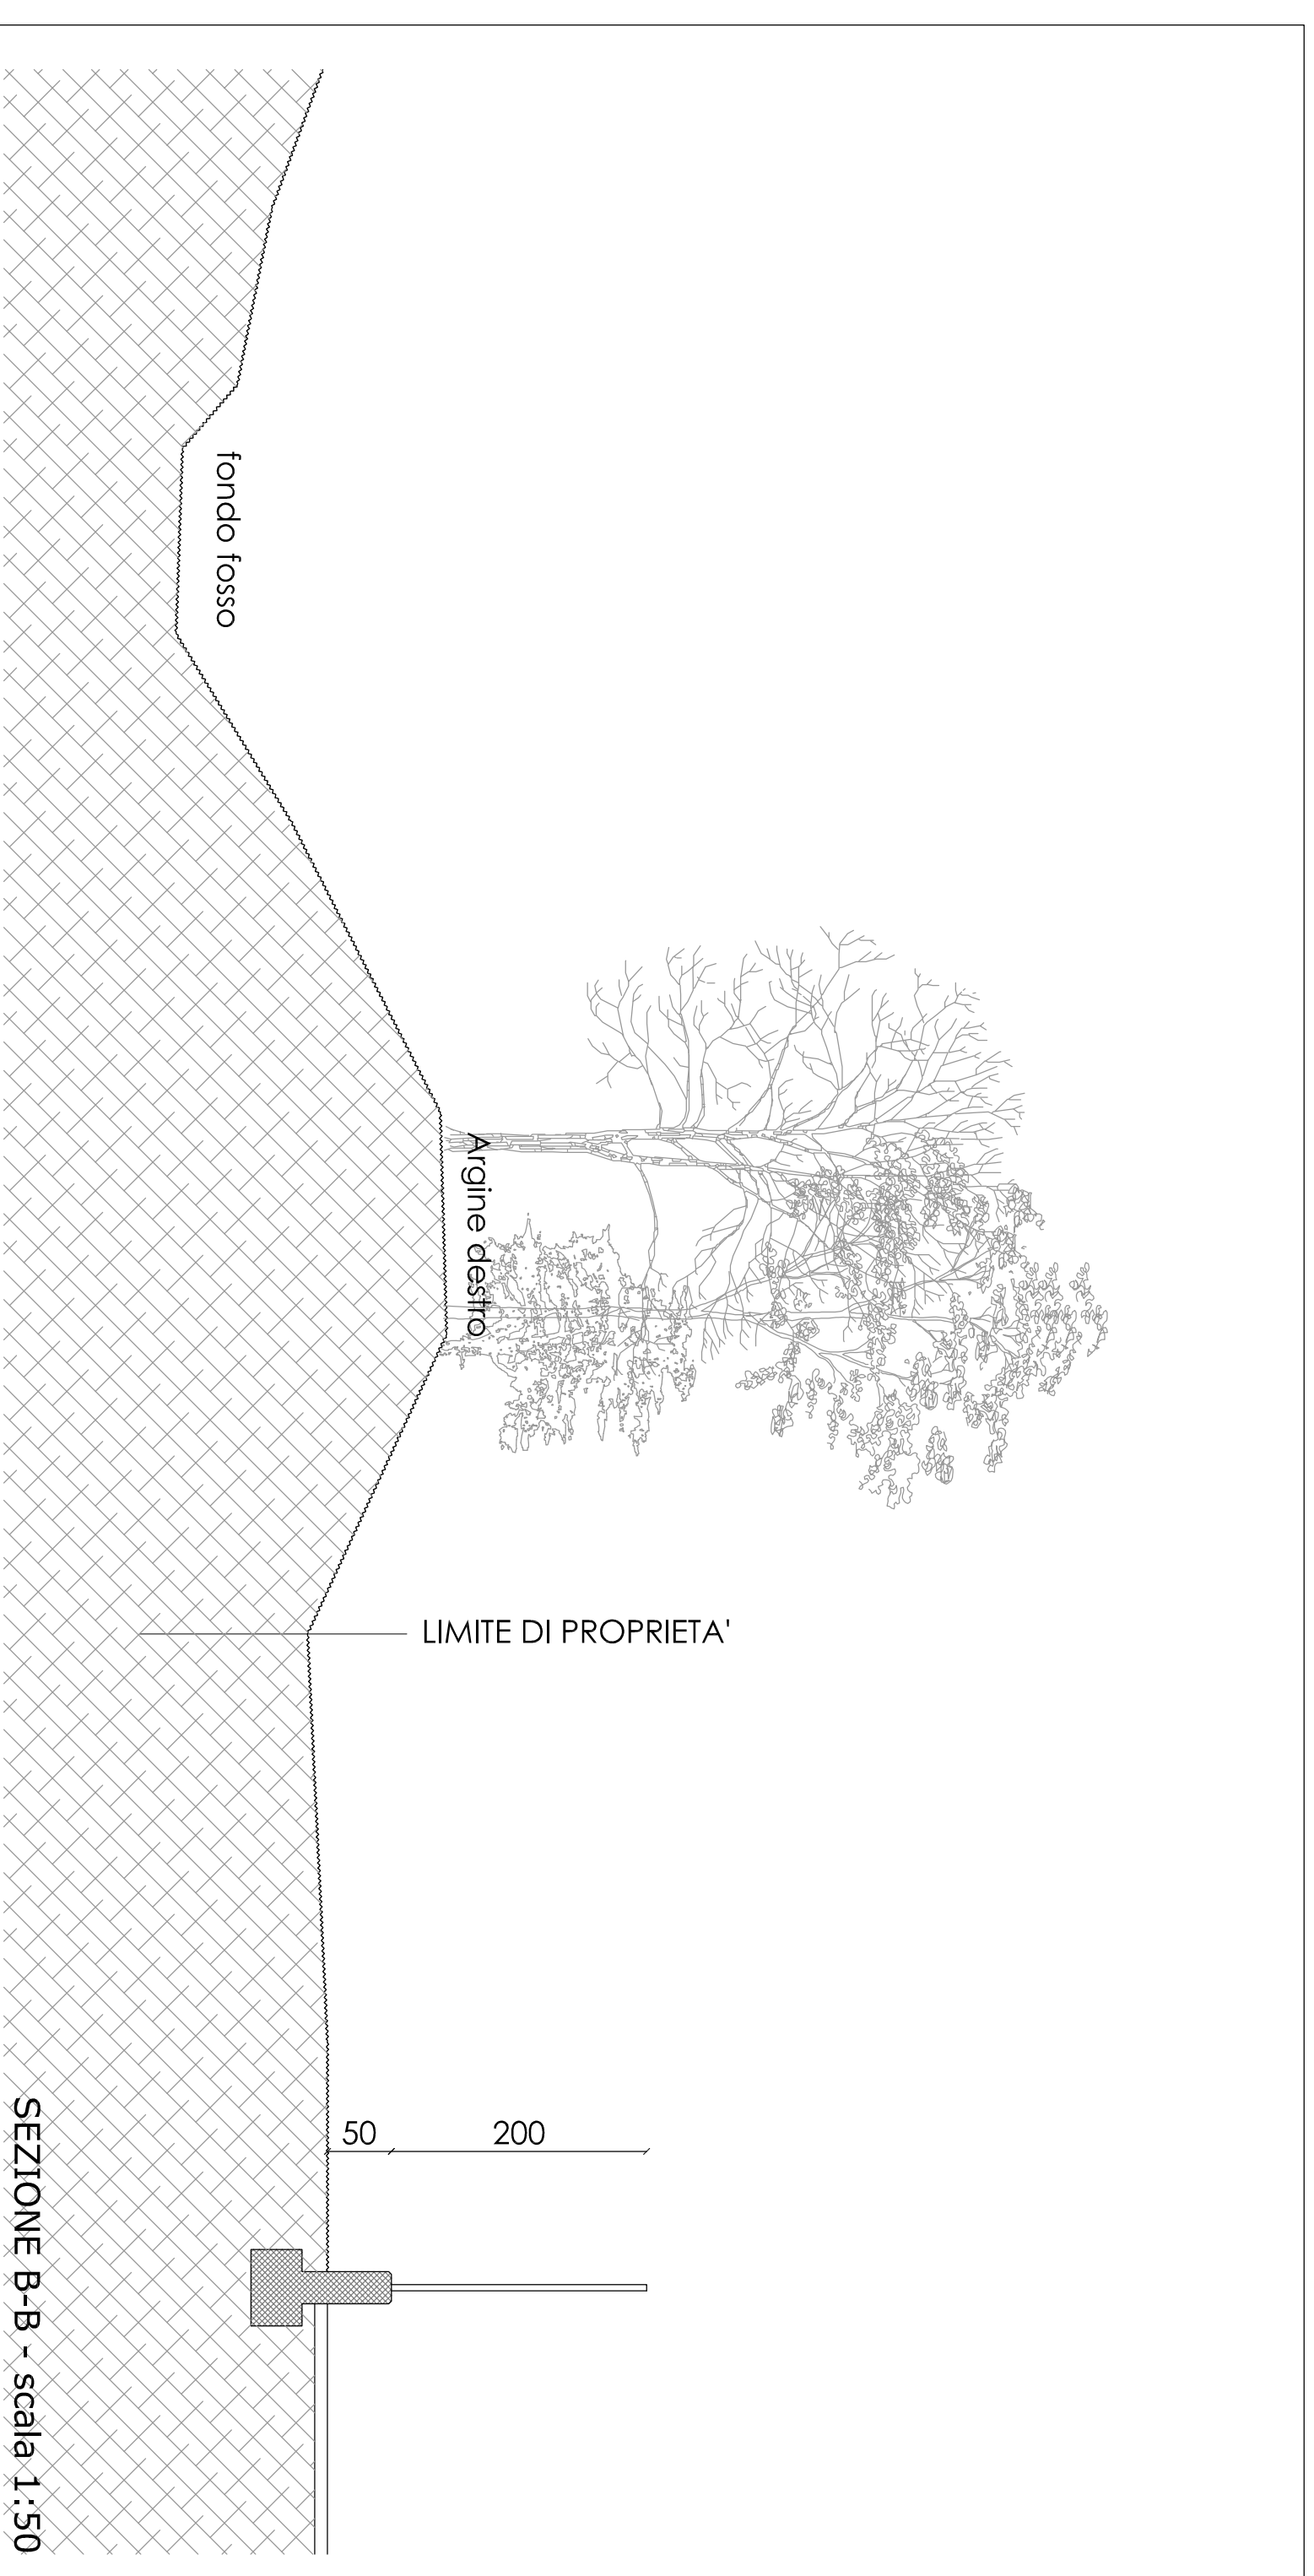 fondo fosso
Argine destro
LIMITE DI PROPRIETA'
50
200
SEZIONE B-B - scala 1:50